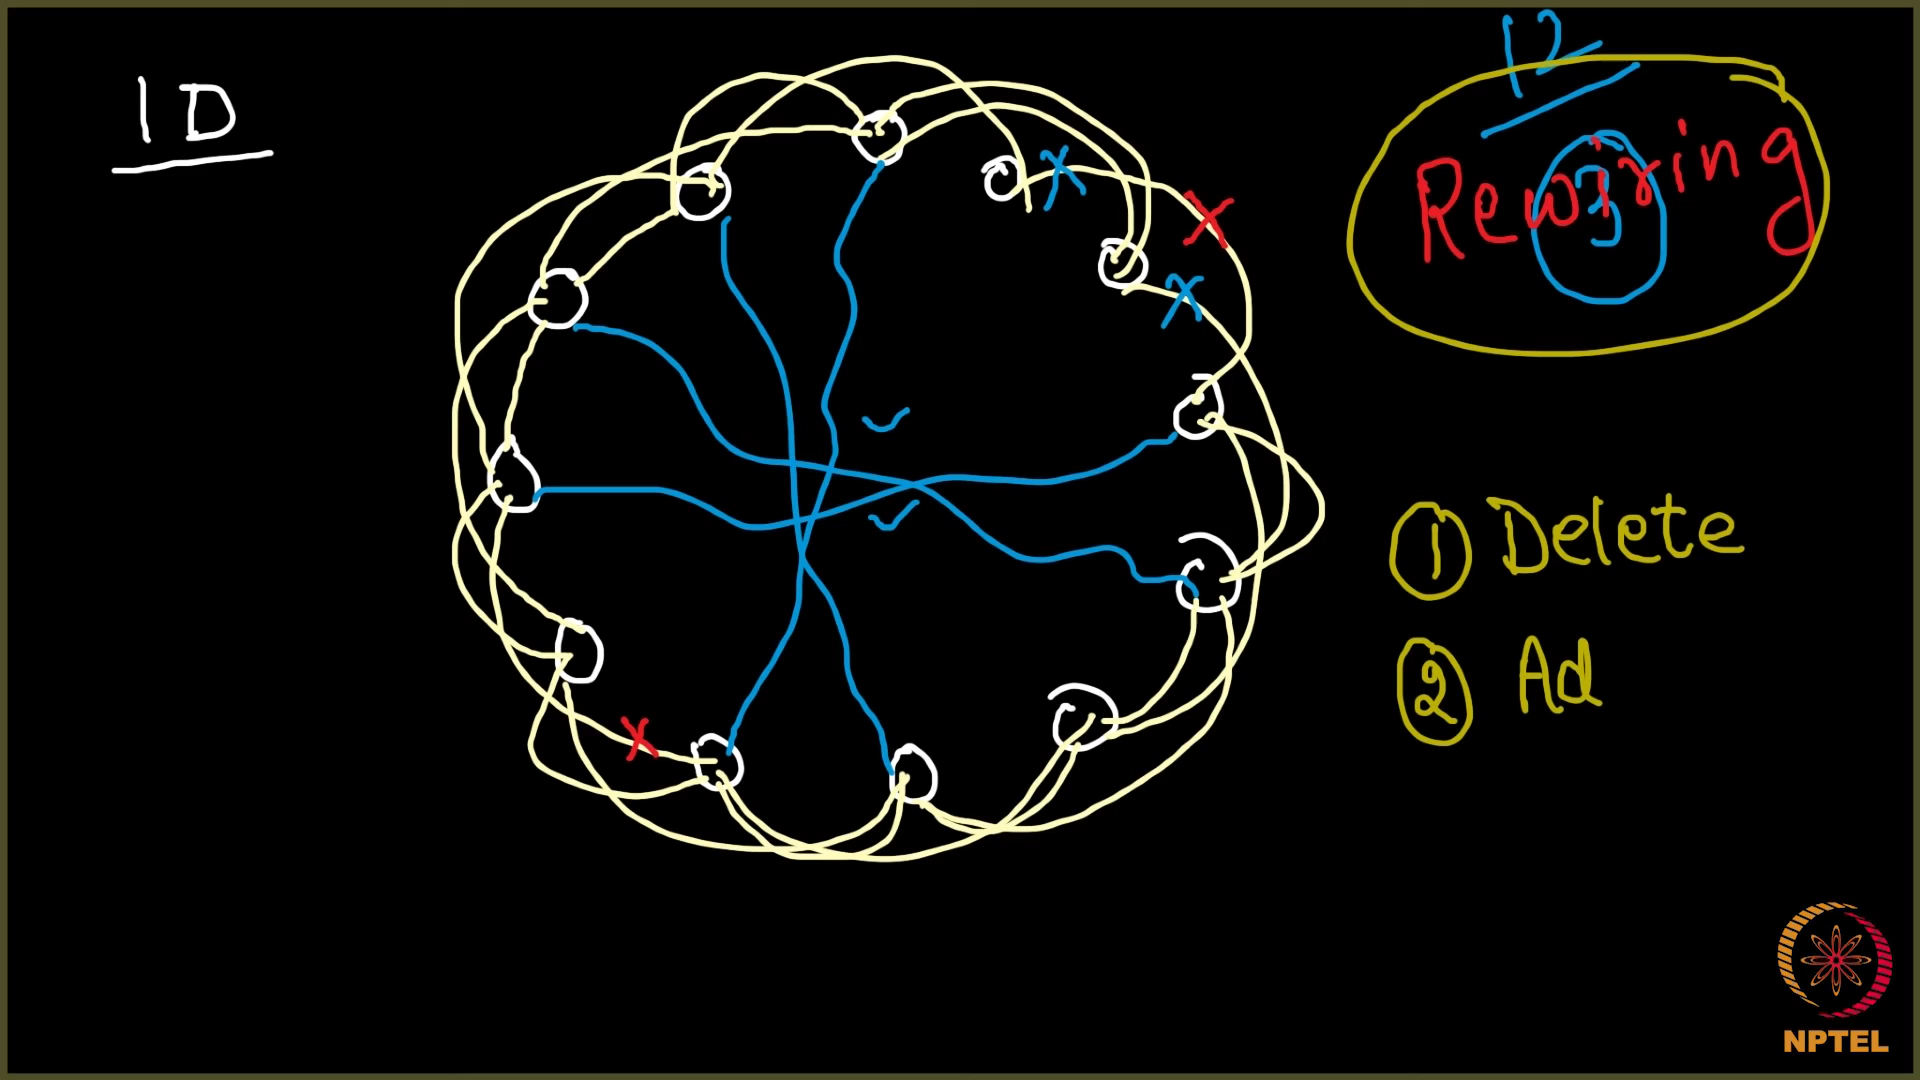 1D
12
Rewiring
3
① Delete
② Ad
NPTEL